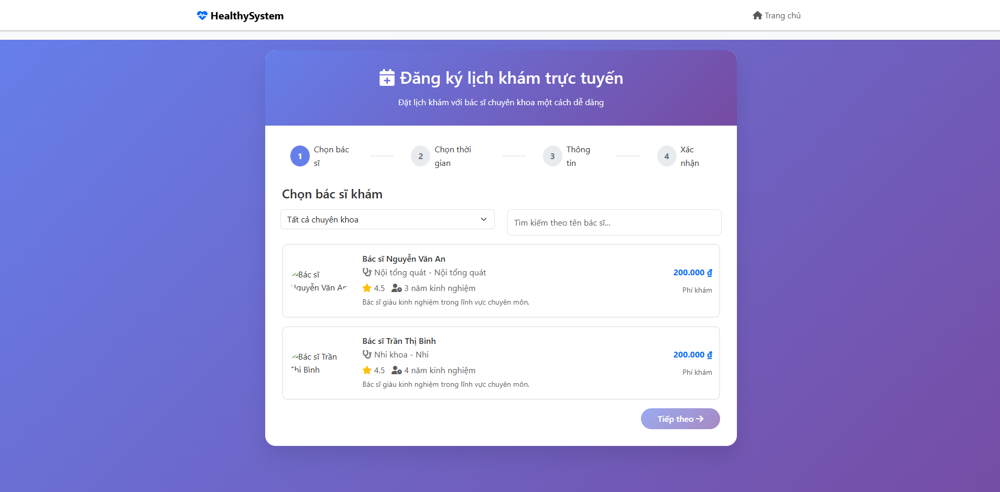 HealthySystem
Trang chủ
Đăng ký lịch khám trực tuyến
Đặt lịch khám với bác sĩ chuyên khoa một cách dễ dàng
1 Chọn bác
sĩ
2 Chọn thời
gian
3 Thông
tin
4 Xác
nhận
Chọn bác sĩ khám
Tất cả chuyên khoa
Tìm kiếm theo tên bác sĩ...
Bác sĩ
Nguyễn Văn An
Bác sĩ Nguyễn Văn An
Nội tổng quát - Nội tổng quát
4.5 3 năm kinh nghiệm
Bác sĩ giàu kinh nghiệm trong lĩnh vực chuyên môn.
200.000 ₫
Phí khám
Bác sĩ Trần
Thị Bình
Bác sĩ Trần Thị Bình
Nhi khoa - Nhi
4.5 4 năm kinh nghiệm
Bác sĩ giàu kinh nghiệm trong lĩnh vực chuyên môn.
200.000 ₫
Phí khám
Tiếp theo →